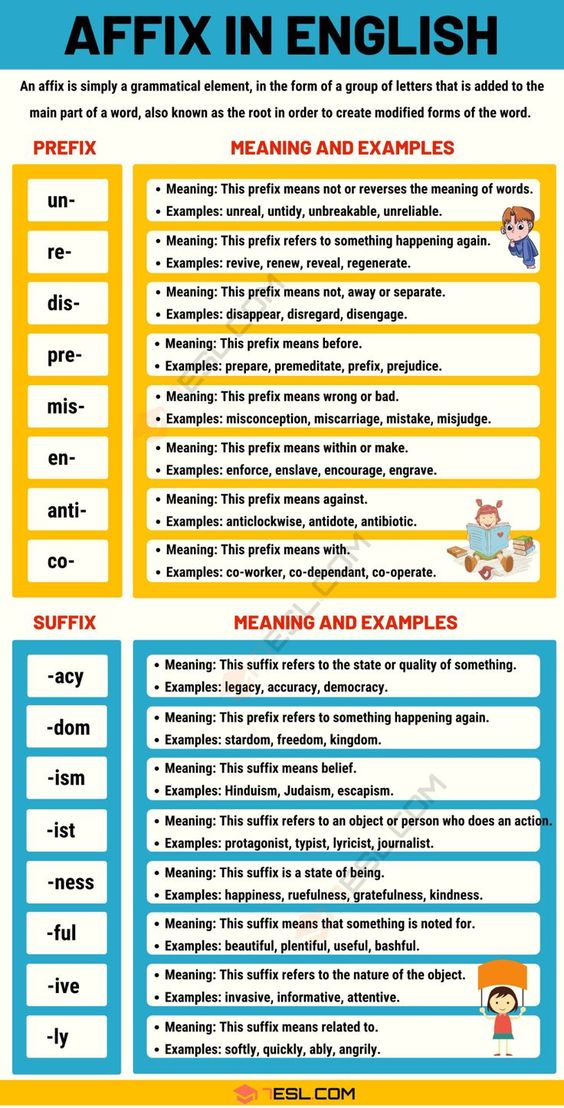 AFFIX IN ENGLISH
An affix is simply a grammatical element, in the form of a group of letters that is added to the
main part of a word, also known as the root in order to create modified forms of the word.
PREFIX
MEANING AND EXAMPLES
un-
• Meaning: This prefix means not or reverses the meaning of words.
• Examples: unreal, untidy, unbreakable, unreliable.
re-
• Meaning: This prefix refers to something happening again.
• Examples: revive, renew, reveal, regenerate.
dis-
• Meaning: This prefix means not, away or separate.
• Examples: disappear, disregard, disengage.
pre-
• Meaning: This prefix means before.
• Examples: prepare, premeditate, prefix, prejudice.
mis-
• Meaning: This prefix means wrong or bad.
• Examples: misconception, miscarriage, mistake, misjudge.
en-
• Meaning: This prefix means within or make.
• Examples: enforce, enslave, encourage, engrave.
anti-
• Meaning: This prefix means against.
• Examples: anticlockwise, antidote, antibiotic.
co-
• Meaning: This prefix means with.
• Examples: co-worker, co-dependant, co-operate.
SUFFIX
MEANING AND EXAMPLES
-acy
• Meaning: This suffix refers to the state or quality of something.
• Examples: legacy, accuracy, democracy.
-dom
• Meaning: This prefix refers to something happening again.
• Examples: stardom, freedom, kingdom.
-ism
• Meaning: This suffix means belief.
• Examples: Hinduism, Judaism, escapism.
-ist
• Meaning: This suffix refers to an object or person who does an action.
• Examples: protagonist, typist, lyricist, journalist.
-ness
• Meaning: This suffix is a state of being.
• Examples: happiness, ruefulness, gratefulness, kindness.
-ful
• Meaning: This suffix means that something is noted for.
• Examples: beautiful, plentiful, useful, bashful.
-ive
• Meaning: This suffix refers to the nature of the object.
• Examples: invasive, informative, attentive.
-ly
• Meaning: This suffix means related to.
• Examples: softly, quickly, ably, angrily.
7ESL.COM
7ESL.COM
7ESL.COM
7ESL.COM